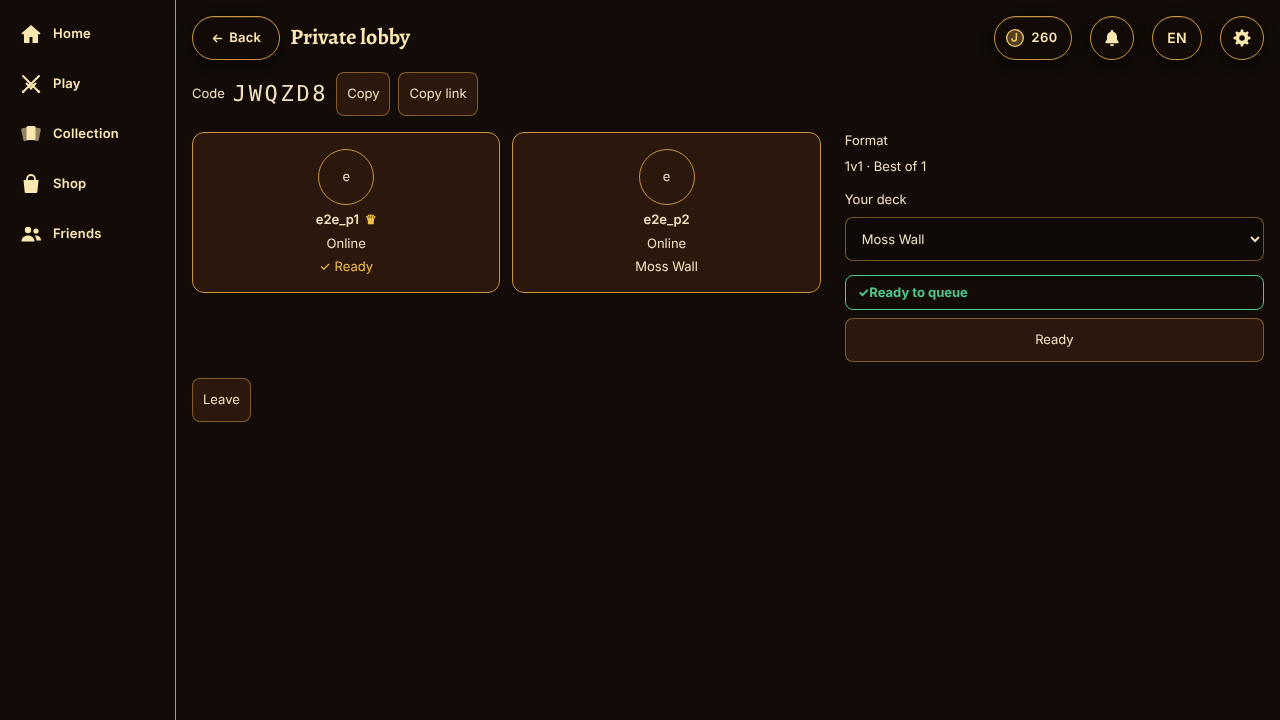 Home
Play
Collection
Shop
Friends
← Back
Private lobby
J 260
EN
Code JWQZD8 Copy Copy link
e
e2e_p1 ♛
Online
✓ Ready
e
e2e_p2
Online
Moss Wall
Format
1v1 · Best of 1
Your deck
Moss Wall
✓Ready to queue
Ready
Leave